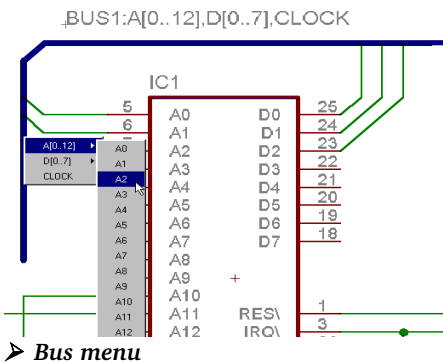 BUS1:A[0..12],D[0..7],CLOCK
IC1
5 A0 D0 25
6 A1 D1 24
A2 D2 23
A3 D3 22
A4 D4 21
A5 D5 20
A6 D6 19
A7 D7 18
A8
A9
A10
A11 RES\ 1
A12 IRQ\ 3
A[0..12]
D[0..7]
CLOCK
A0
A1
A2
A3
A4
A5
A6
A7
A8
A9
A10
A11
A12
➤ Bus menu